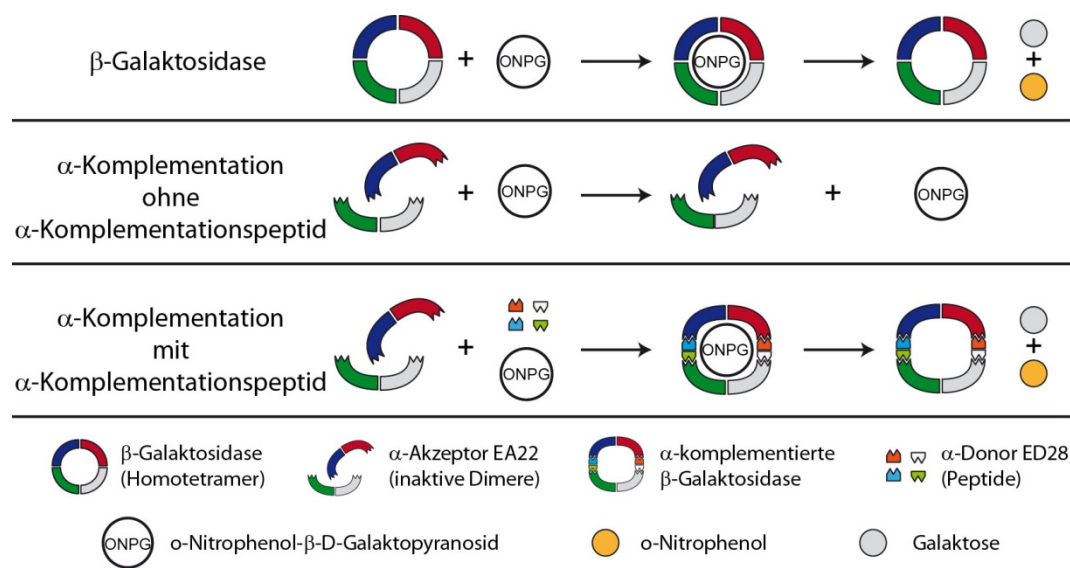 β-Galaktosidase
+
ONPG
ONPG
+
α-Komplementation
ohne
α-Komplementationspeptid
+
ONPG
+
ONPG
α-Komplementation
mit
α-Komplementationspeptid
+
ONPG
ONPG
+
β-Galaktosidase
(Homotetramer)
α-Akzeptor EA22
(inaktive Dimere)
α-komplementierte
β-Galaktosidase
α-Donor ED28
(Peptide)
ONPG
o-Nitrophenol-β-D-Galaktopyranosid
o-Nitrophenol
Galaktose